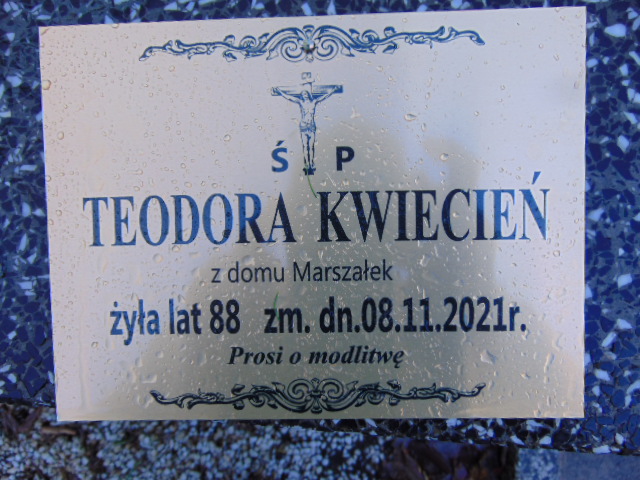 Ś P
TEODORA KWIECIEŃ
z domu Marszałek
żyła lat 88 zm. dn.08.11.2021r.
Prosi o modlitwę